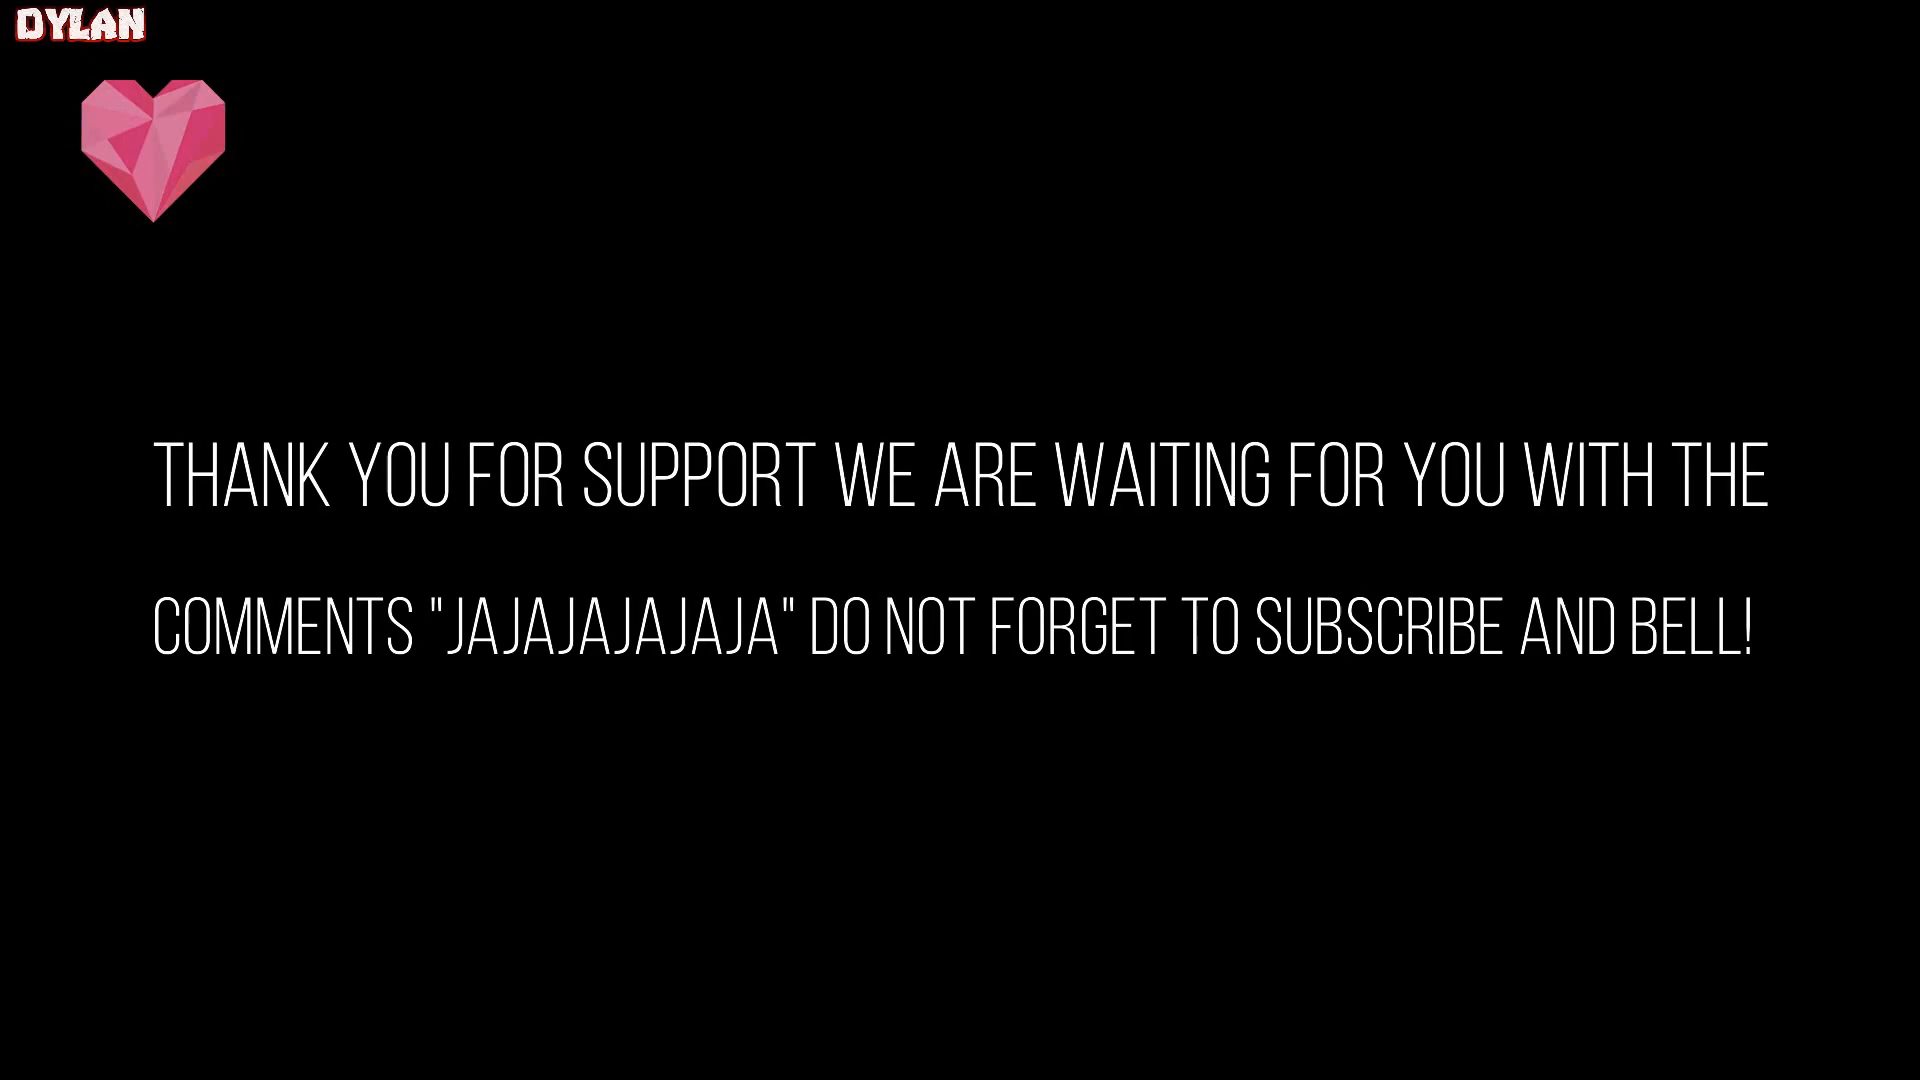 DYLAN
THANK YOU FOR SUPPORT WE ARE WAITING FOR YOU WITH THE
COMMENTS "JAJAJAJAJAJA" DO NOT FORGET TO SUBSCRIBE AND BELL!